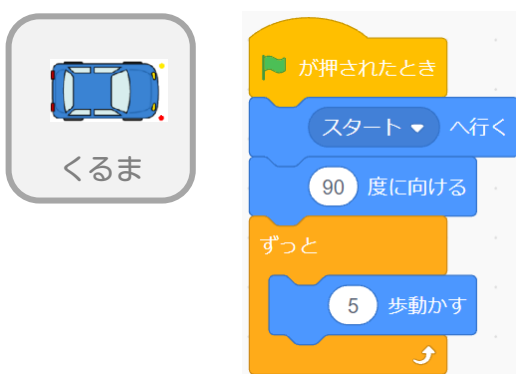 くるま
が押されたとき
スタート へ行く
90 度に向ける
ずっと
5 歩動かす